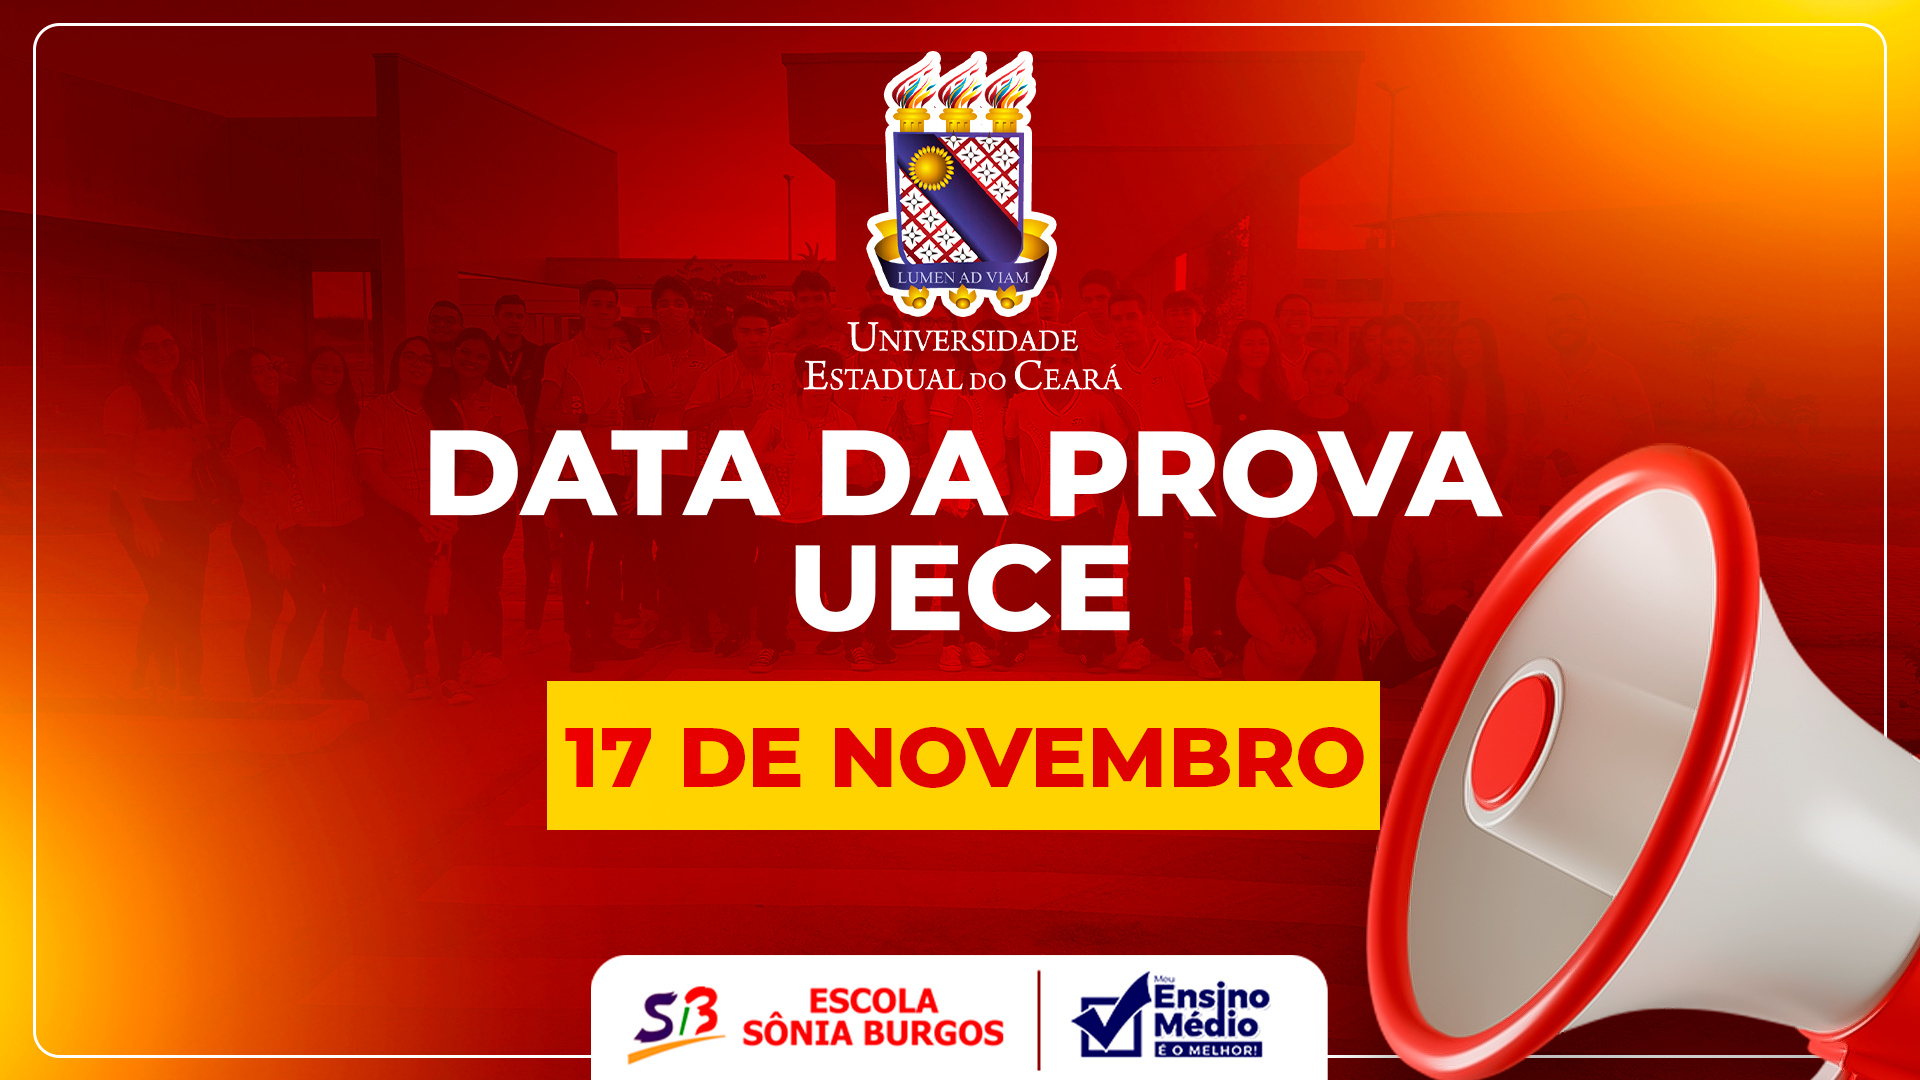 LUMEN AD VIAM
UNIVERSIDADE
ESTADUAL DO CEARÁ
DATA DA PROVA
UECE
17 DE NOVEMBRO
SiB
ESCOLA
SÔNIA BURGOS
Meu
Ensino
Médio
É O MELHOR!